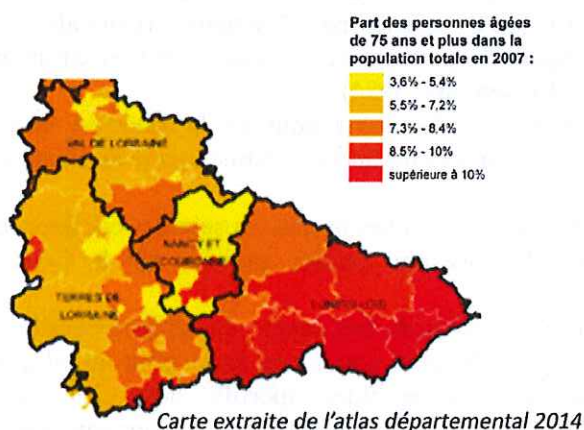 Part des personnes âgées
de 75 ans et plus dans la
population totale en 2007 :
3,6% - 5,4%
5,5% - 7,2%
7,3% - 8,4%
8,5% - 10%
supérieure à 10%
VAL DE LORRAINE
NANCY ET
COURONNE
TERRES DE
LORRAINE
Carte extraite de l'atlas départemental 2014